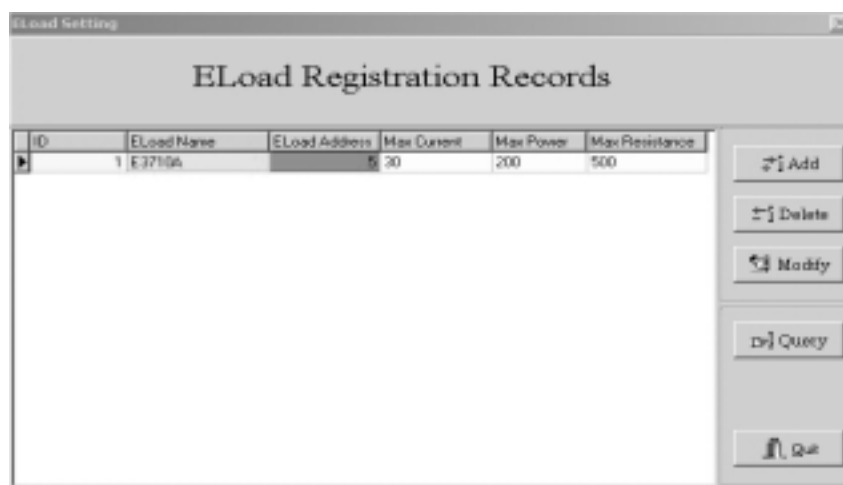 ELoad Setting
ELoad Registration Records
ID ELoad Name ELoad Address Max Current Max Power Max Resistance
1 E3710A 5 30 200 500
Add
Delete
Modify
Query
Quit